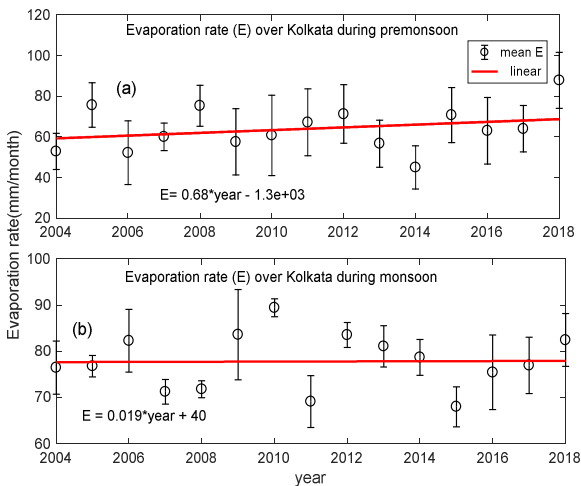 120
Evaporation rate (E) over Kolkata during premonsoon
100
(a)
mean E
linear
80
60
40
E= 0.68*year - 1.3e+03
20
2004 2006 2008 2010 2012 2014 2016 2018
Evaporation rate(mm/month)
100
Evaporation rate (E) over Kolkata during monsoon
90
(b)
80
70
E = 0.019*year + 40
60
2004 2006 2008 2010 2012 2014 2016 2018
year